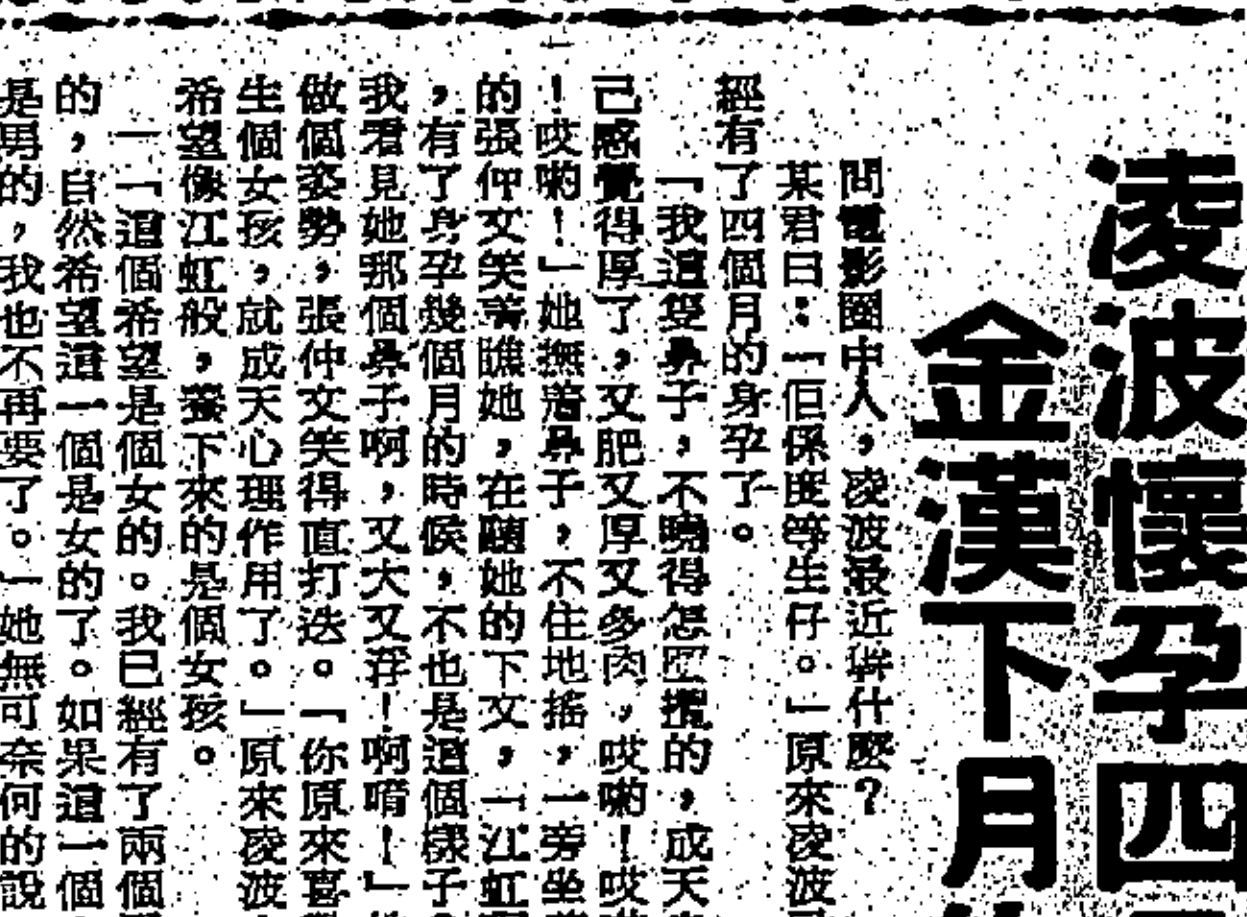 凌波懷孕四
金漢下月
問電影圈中人,凌波最近幹什麼?
某君曰:「佢係度等生仔。」原來凌波
經有了四個月的身孕了。
「我這隻鼻子,不曉得怎麼攪的,成天
己感覺得厚了,又肥又厚又多肉,哎喲!哎
!哎喲!」她撫着鼻子,不住地搖,一旁坐
的張仲文笑着瞧她,在聽她的下文,「江虹
,有了身孕幾個月的時候,不也是這個樣子
我看見她那個鼻子啊,又大又浮!啊唷!」
做個姿勢,張仲文笑得直打迭。「你原來喜
生個女孩,就成天心理作用了。」原來凌波
希望像江虹般,養下來的是個女孩。
「這個希望是個女的。我已經有了兩個
的,自然希望這一個是女的了。如果這一個
是男的,我也不再要了。」她無可奈何的說